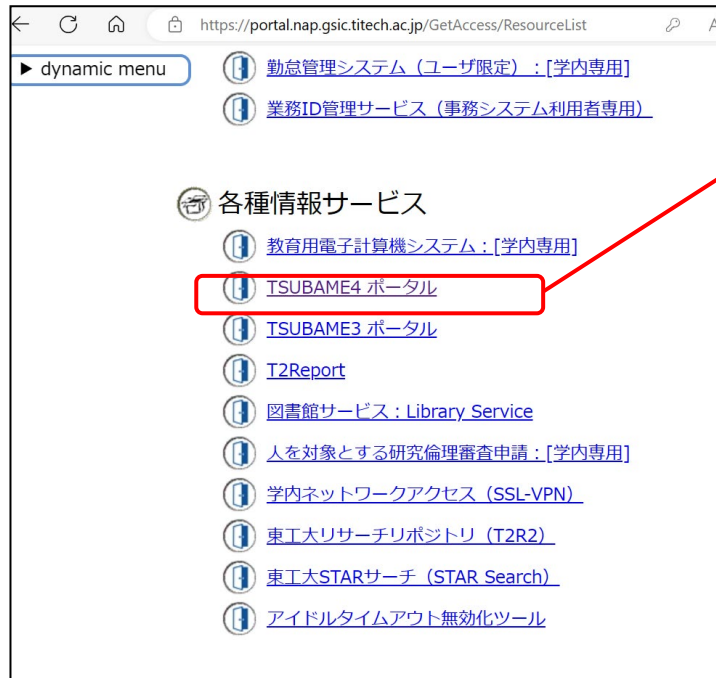 https://portal.nap.gsic.titech.ac.jp/GetAccess/ResourceList
▶ dynamic menu
勤怠管理システム（ユーザ限定）：[学内専用]
業務ID管理サービス（事務システム利用者専用）
各種情報サービス
教育用電子計算機システム：[学内専用]
TSUBAME4 ポータル
TSUBAME3 ポータル
T2Report
図書館サービス : Library Service
人を対象とする研究倫理審査申請：[学内専用]
学内ネットワークアクセス（SSL-VPN）
東工大リサーチリポジトリ（T2R2）
東工大STARサーチ（STAR Search）
アイドルタイムアウト無効化ツール